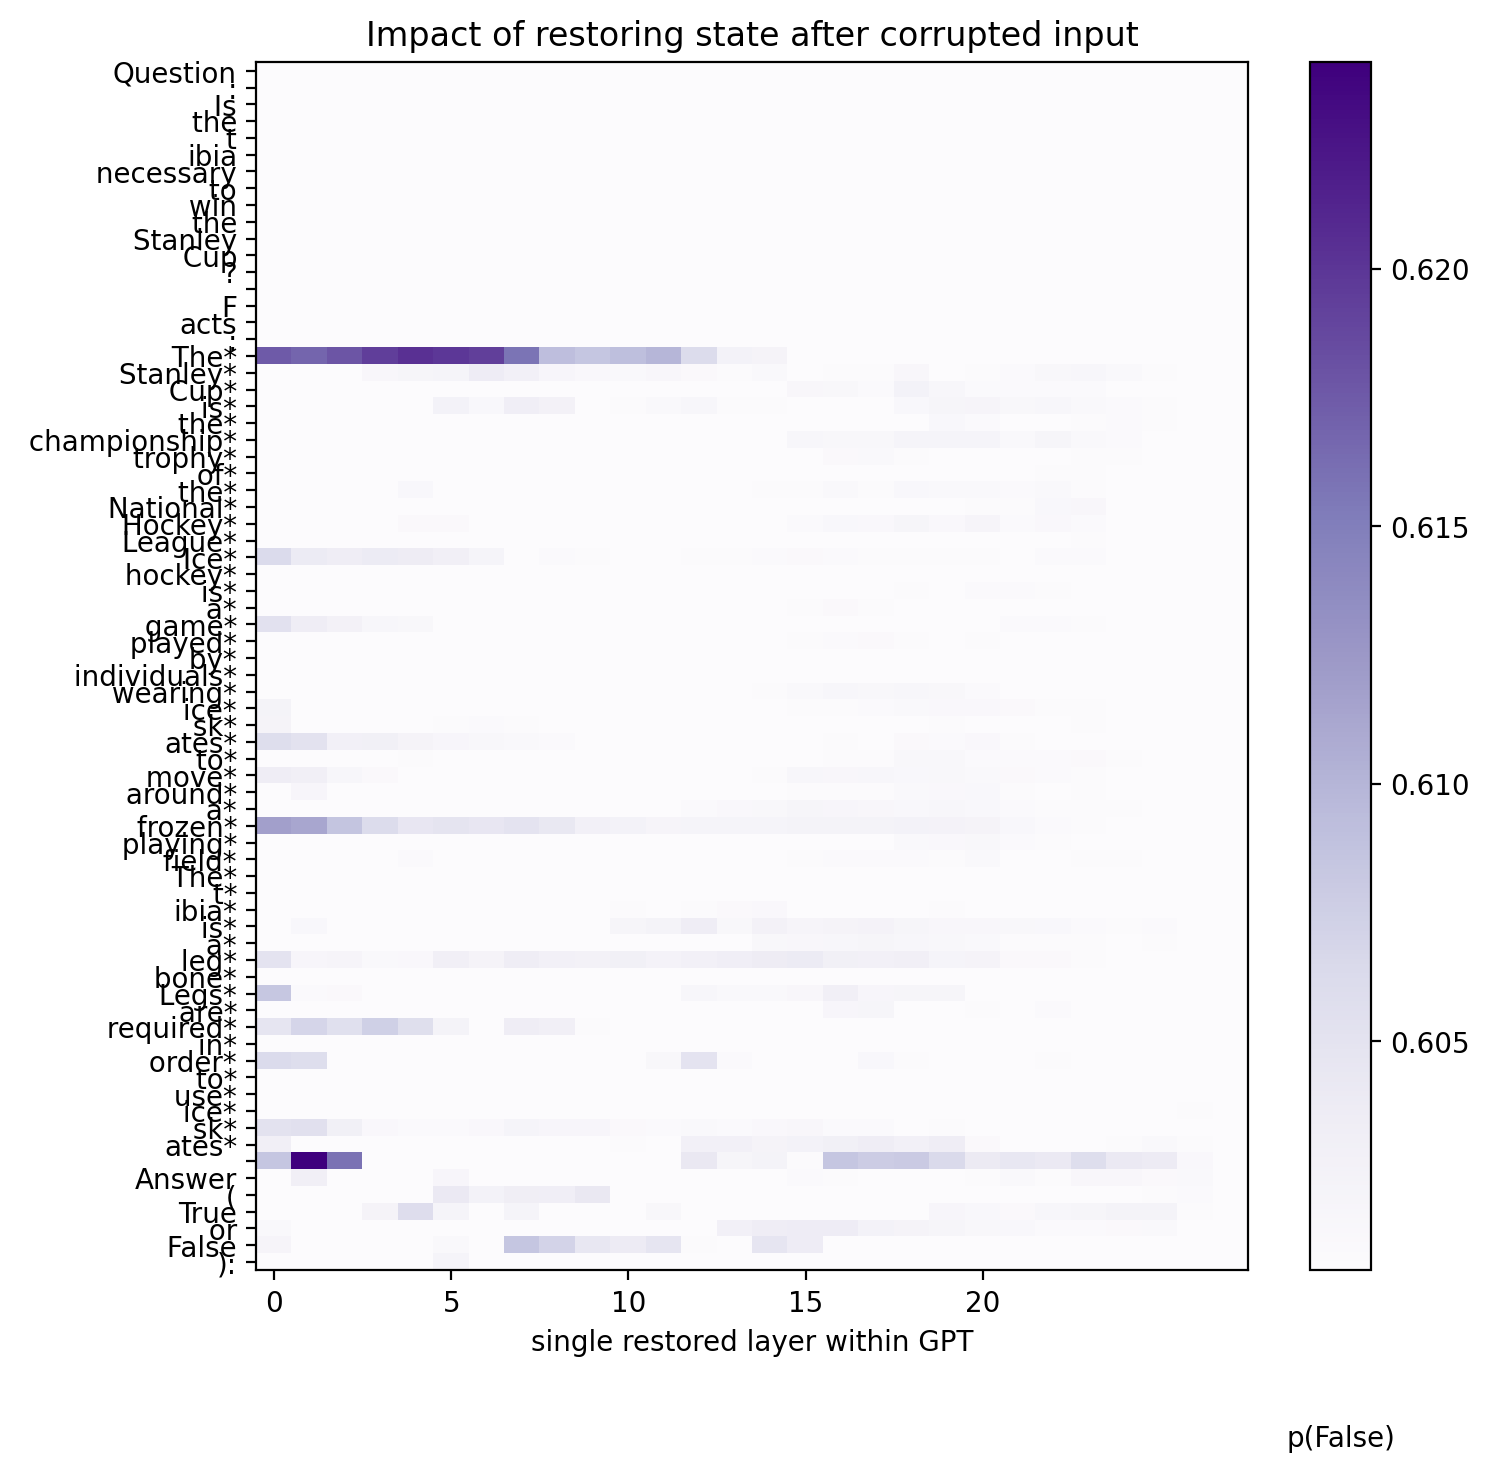 Impact of restoring state after corrupted input
Question
:
Is
the
t
ibia
necessary
to
win
the
Stanley
Cup
?
F
acts
:
The*
Stanley*
Cup*
is*
the*
championship*
trophy*
of*
the*
National*
Hockey*
League*
Ice*
hockey*
is*
a*
game*
played*
by*
individuals*
wearing*
ice*
sk*
ates*
to*
move*
around*
a*
frozen*
playing*
field*
The*
t*
ibia*
is*
a*
leg*
bone*
Legs*
are*
required*
in*
order*
to*
use*
ice*
sk*
ates*
Answer
(
True
or
False
):
0 5 10 15 20
single restored layer within GPT
0.620
0.615
0.610
0.605
p(False)